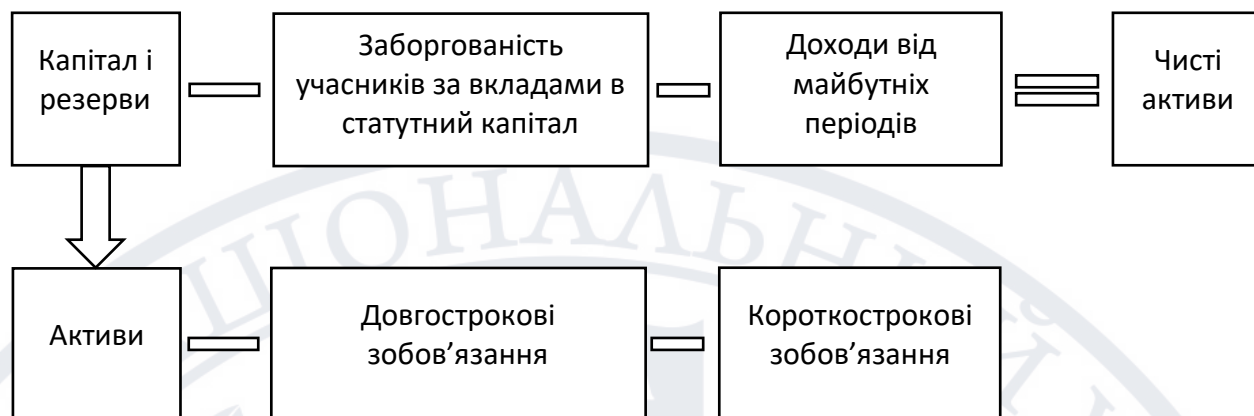 Капітал і
резерви
Заборгованість
учасників за вкладами в
статутний капітал
Доходи від
майбутніх
періодів
Чисті
активи
Активи
Довгострокові
зобов’язання
Короткострокові
зобов’язання